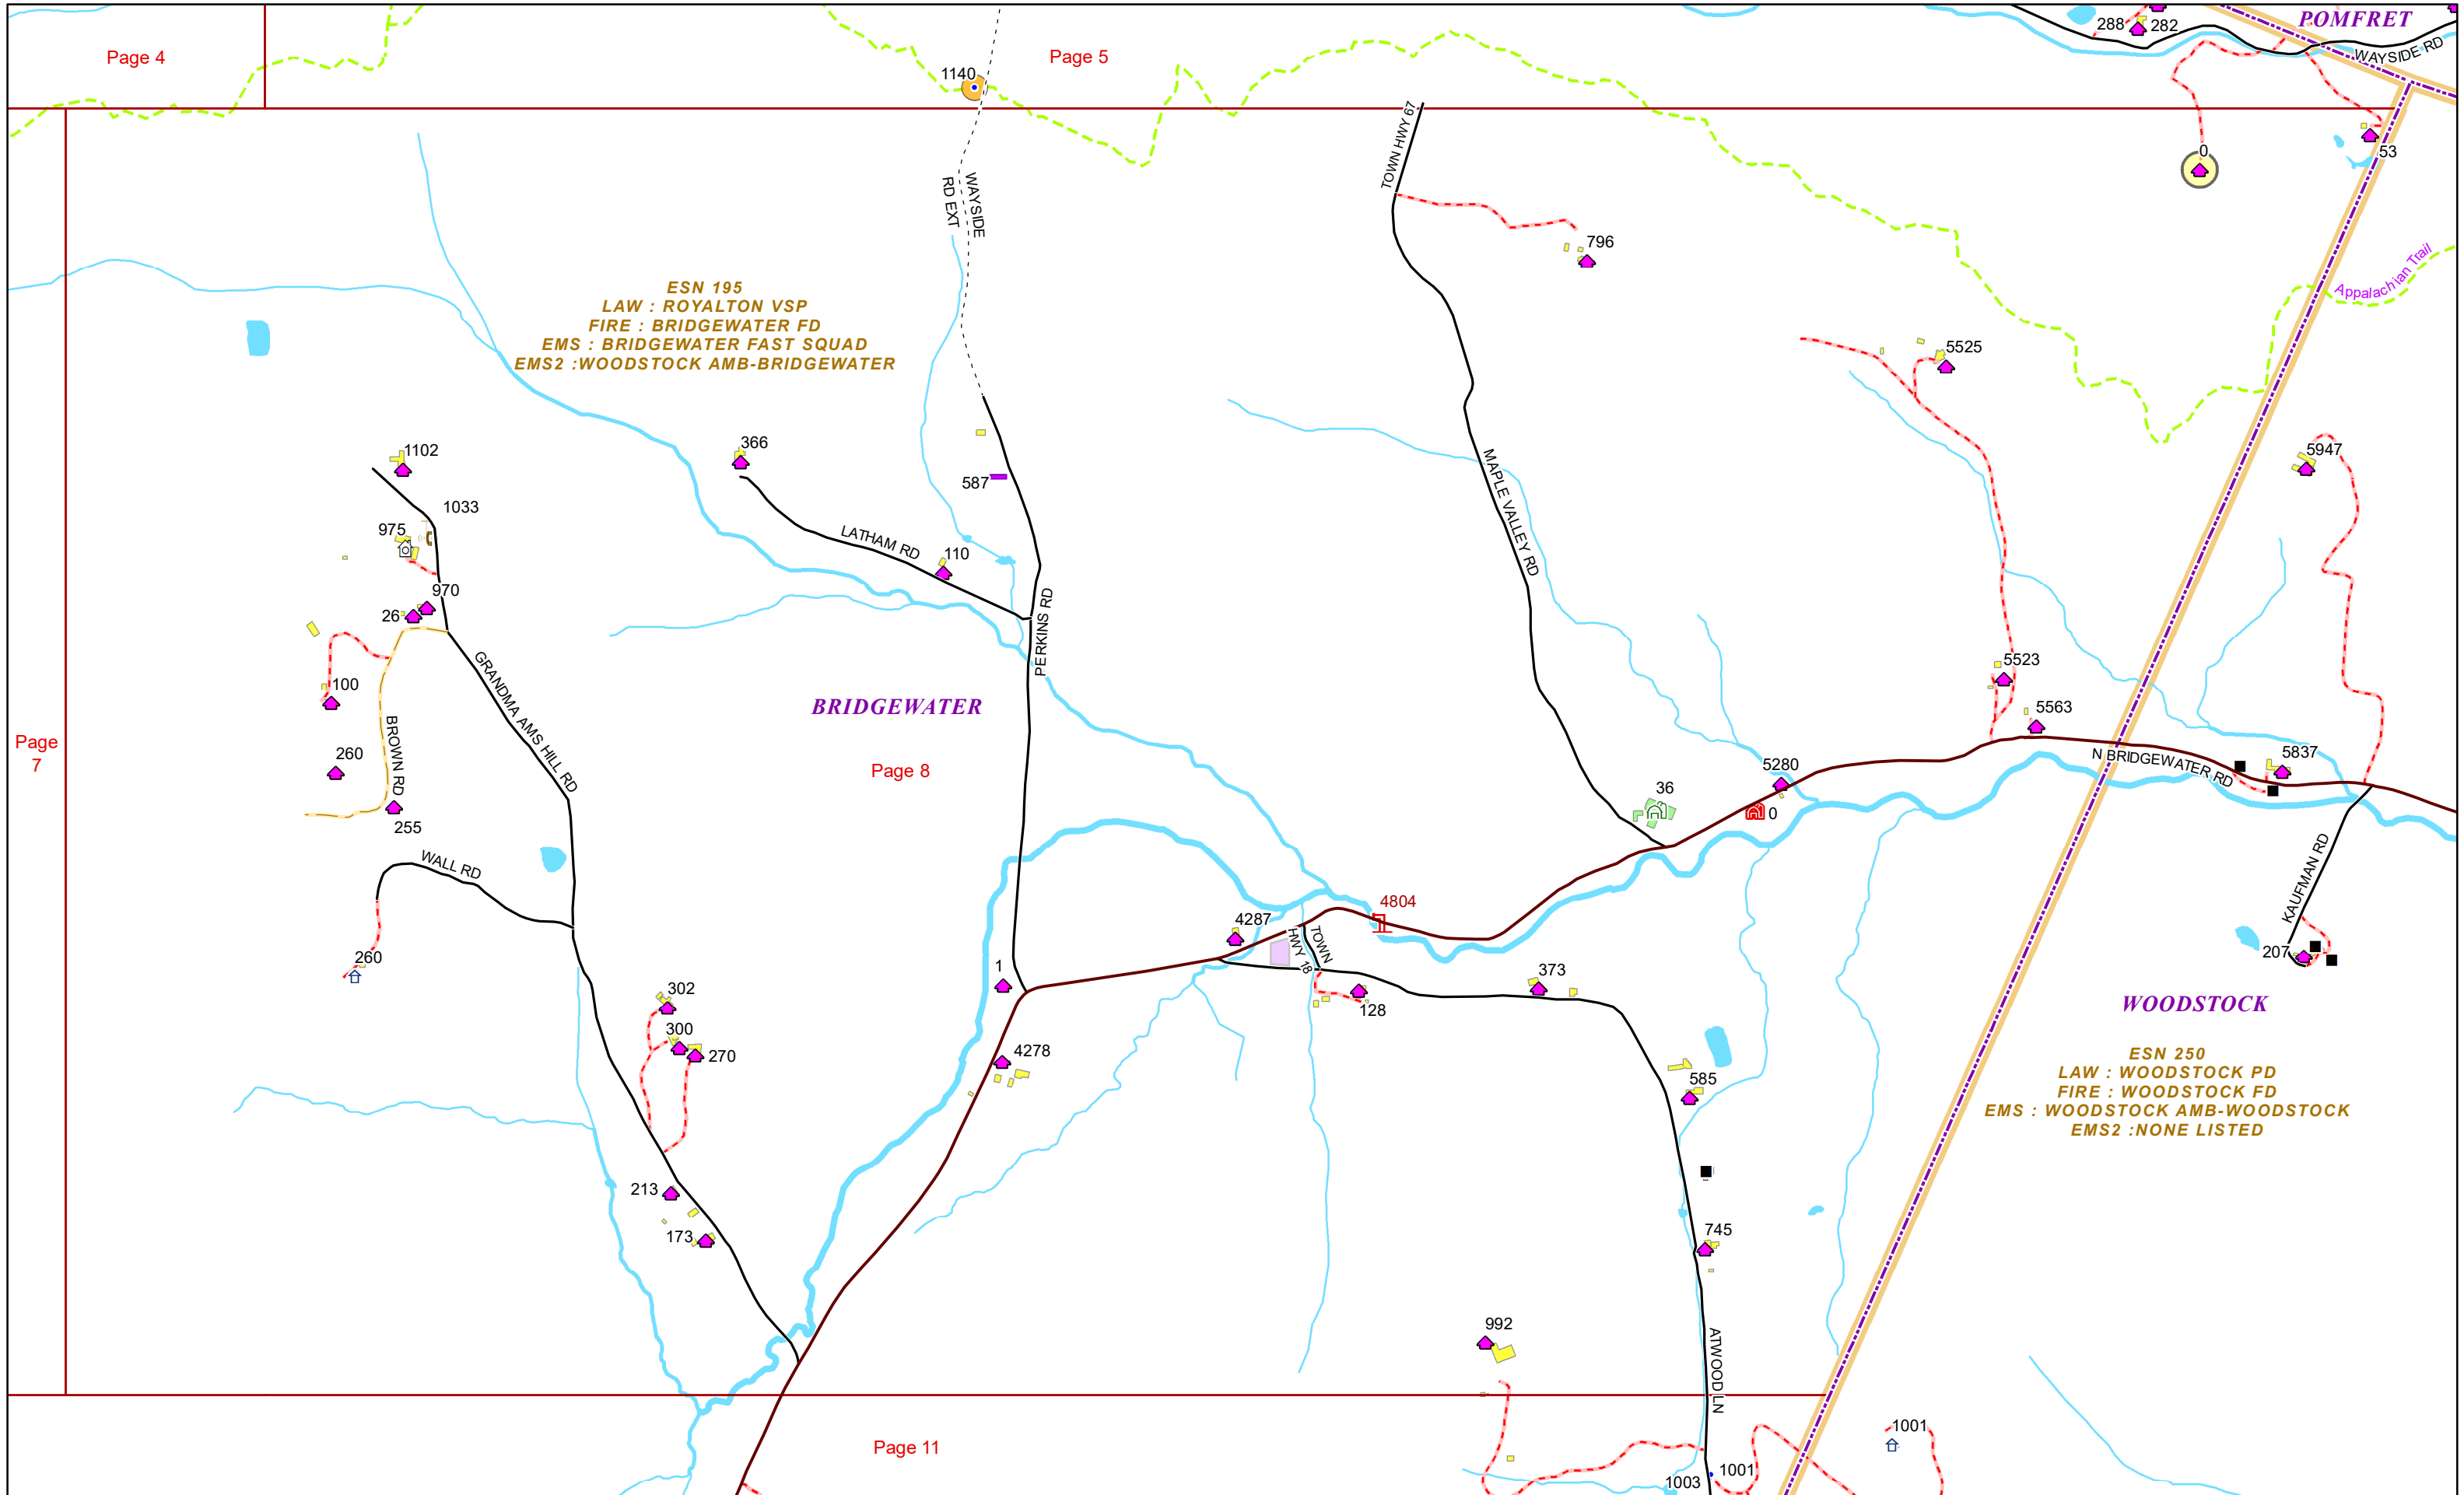 POMFRET
288
282
WAYSIDE RD
Page 4
Page 5
1140
TOWN HWY 67
0
53
WAYSIDE
RD EXT
796
Appalachian Trail
ESN 195
LAW : ROYALTON VSP
FIRE : BRIDGEWATER FD
EMS : BRIDGEWATER FAST SQUAD
EMS2 :WOODSTOCK AMB-BRIDGEWATER
5525
1102
366
587
5947
MAPLE VALLEY RD
1033
975
LATHAM RD
110
970
26
PERKINS RD
GRANDMA AMS HILL RD
100
BROWN RD
5523
BRIDGEWATER
5563
Page
7
260
Page 8
5280
N BRIDGEWATER RD
5837
36
0
255
WALL RD
KAUFMAN RD
4804
4287
TOWN
HWY 18
260
1
373
207
302
128
WOODSTOCK
300
270
4278
585
ESN 250
LAW : WOODSTOCK PD
FIRE : WOODSTOCK FD
EMS : WOODSTOCK AMB-WOODSTOCK
EMS2 :NONE LISTED
213
173
745
992
ATWOOD LN
Page 11
1001
1001
1003